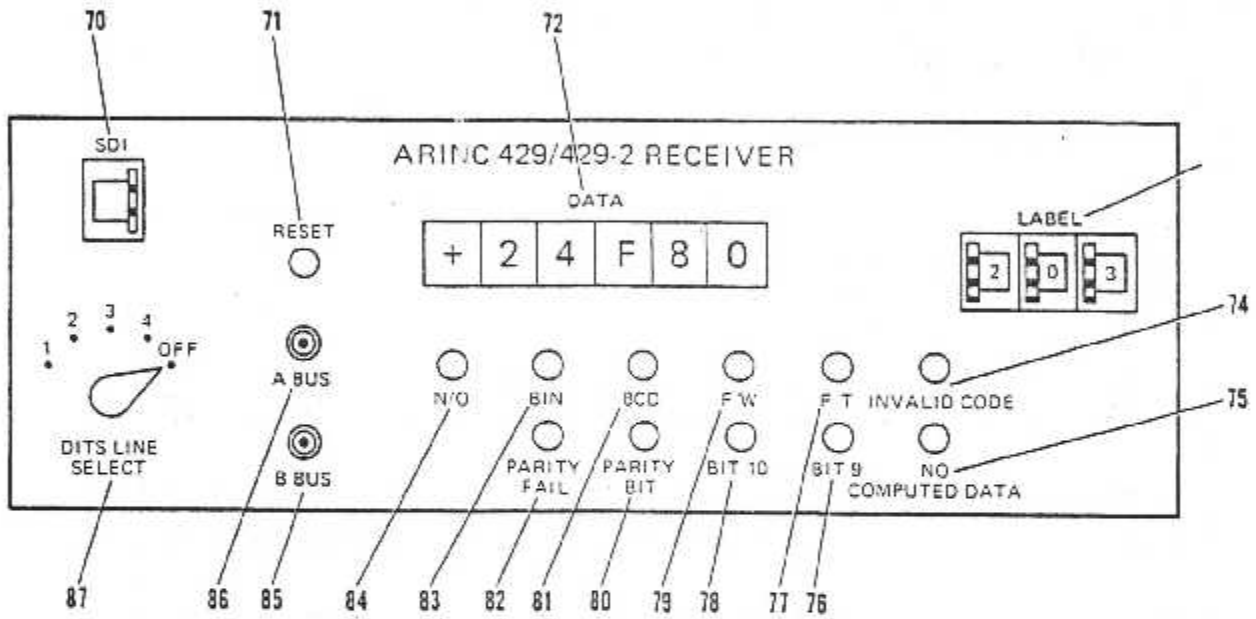 70 71 72
SDI
ARINC 429/429-2 RECEIVER
DATA
LABEL
RESET
+ 2 4 F 8 0
2 0 3
74
1 2 3 4 OFF
A BUS
N/O BIN BCD F W F T INVALID CODE
75
DITS LINE
SELECT
B BUS
PARITY
FAIL
PARITY
BIT
BIT 10
BIT 9
NO
COMPUTED DATA
87 86 85 84 83 82 81 80 79 78 77 76